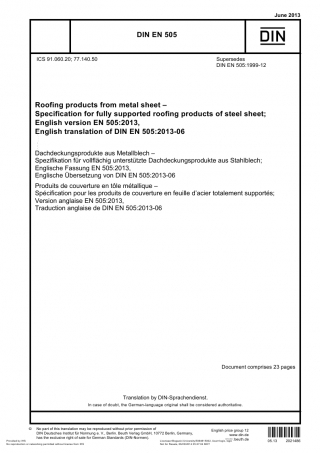 June 2013
DIN EN 505
DIN
ICS 91.060.20; 77.140.50
Supersedes
DIN EN 505:1999-12
Roofing products from metal sheet –
Specification for fully supported roofing products of steel sheet;
English version EN 505:2013,
English translation of DIN EN 505:2013-06
Dachdeckungsprodukte aus Metallblech –
Spezifikation für vollflächig unterstützte Dachdeckungsprodukte aus Stahlblech;
Englische Fassung EN 505:2013,
Englische Übersetzung von DIN EN 505:2013-06
Produits de couverture en tôle métallique –
Spécification pour les produits de couverture en feuille d'acier totalement supportés;
Version anglaise EN 505:2013,
Traduction anglaise de DIN EN 505:2013-06
Document comprises 23 pages
Translation by DIN-Sprachendienst.
In case of doubt, the German-language original shall be considered authoritative.
No part of this translation may be reproduced without prior permission of
DIN Deutsches Institut für Normung e. V., Berlin. Beuth Verlag GmbH, 10772 Berlin, Germany,
has the exclusive right of sale for German Standards (DIN-Normen).
English price group 12
www.din.de
www.beuth.de